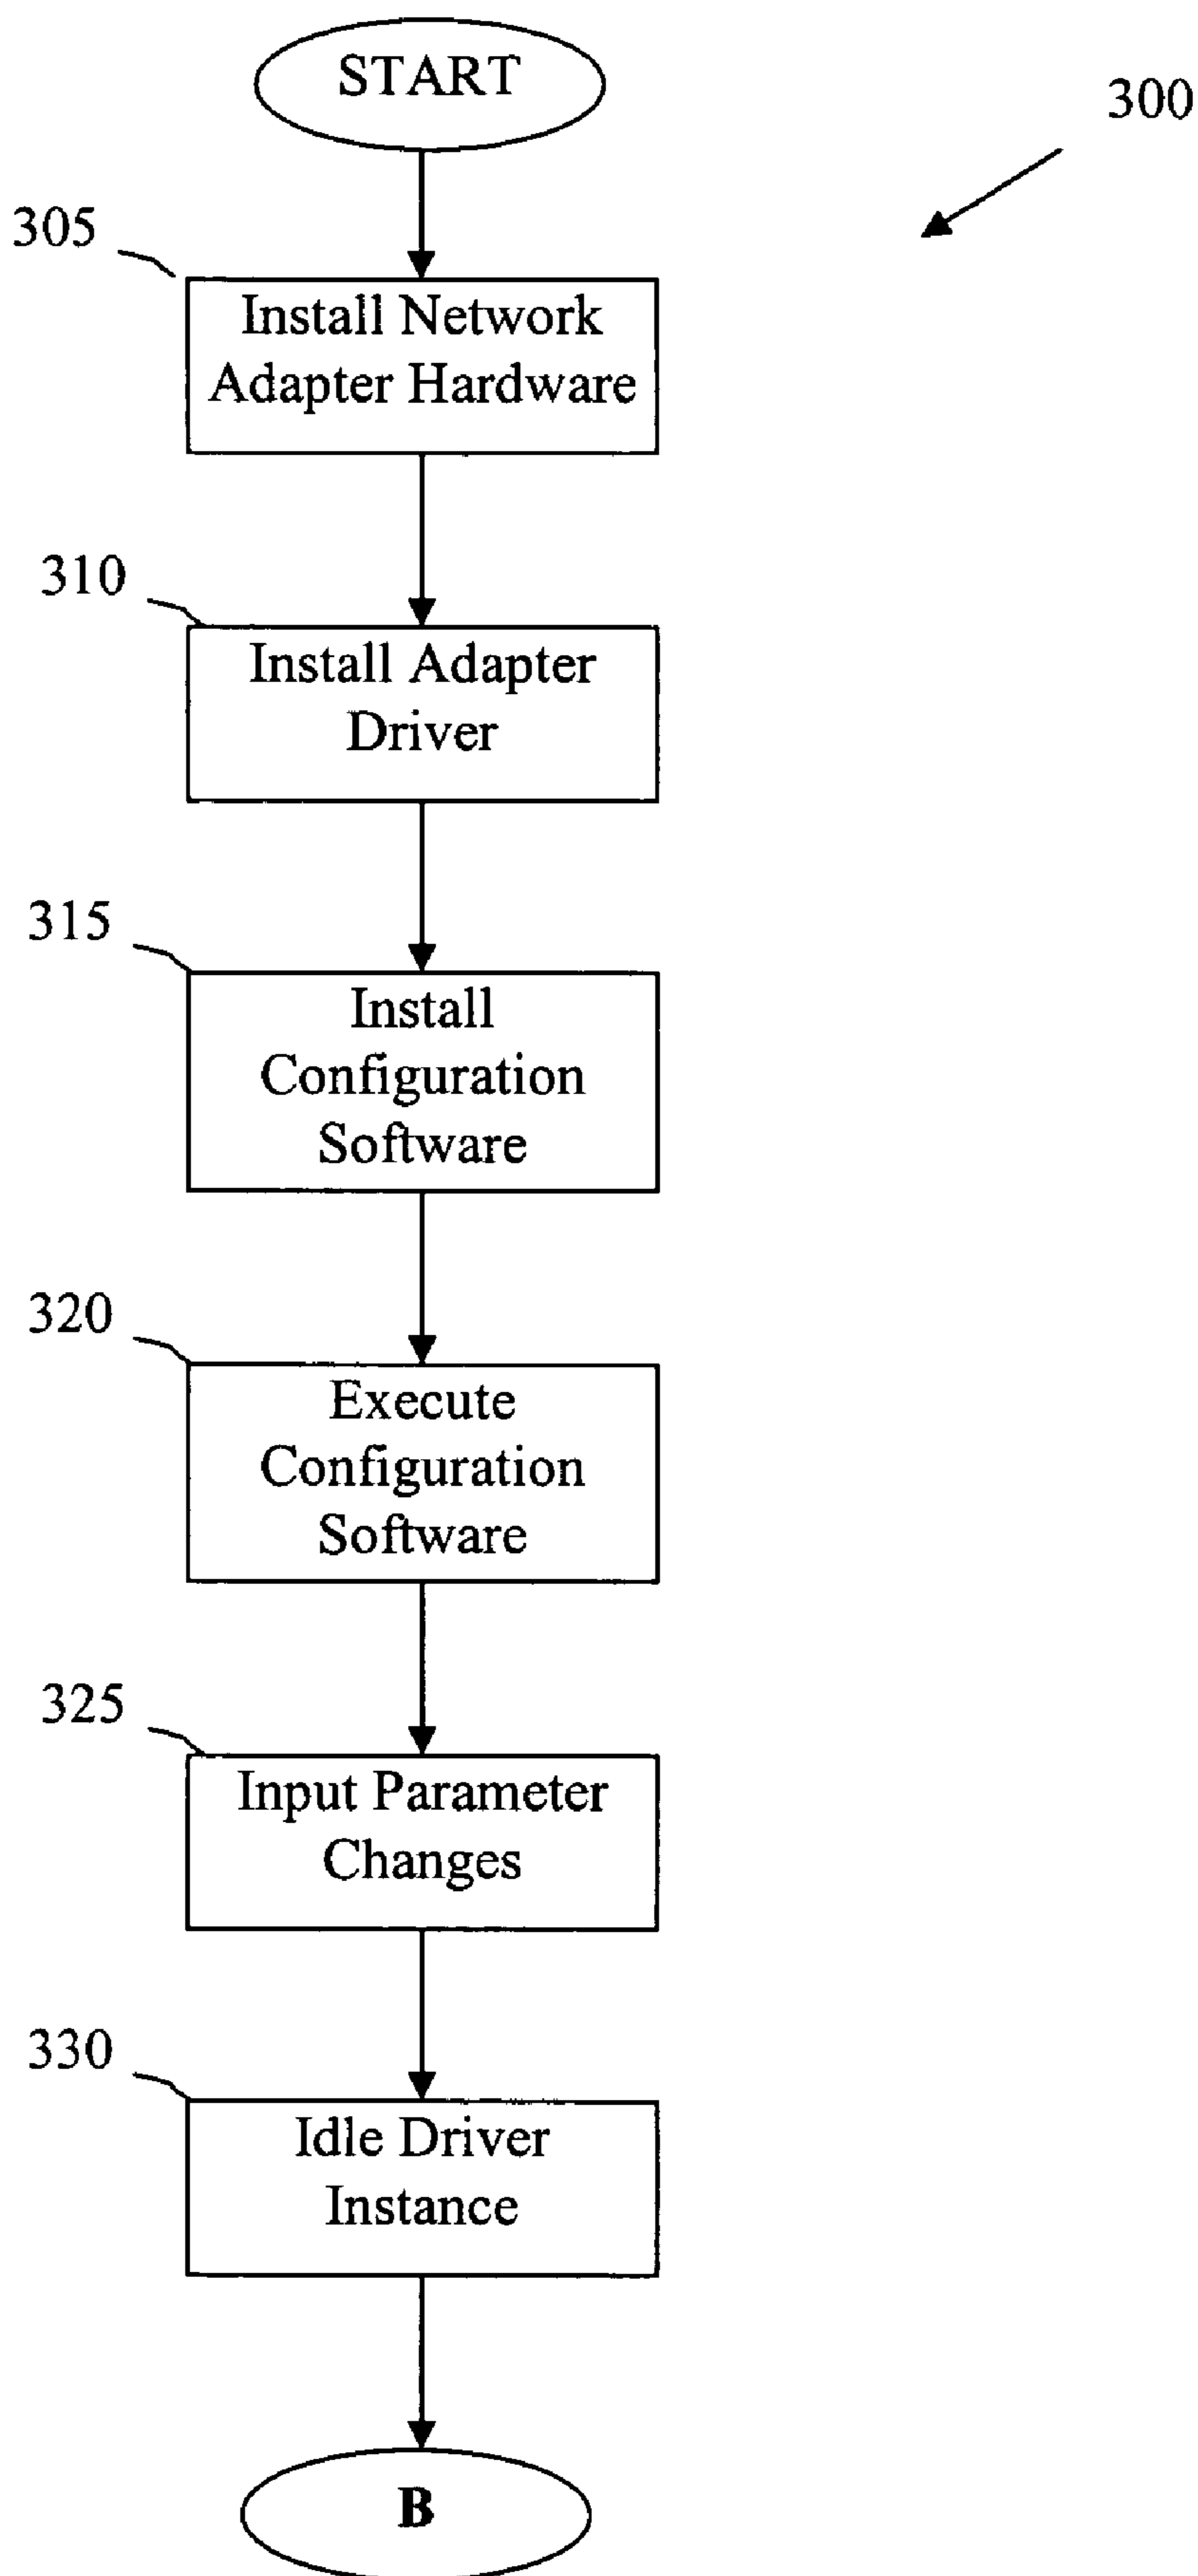 START
300
305
Install Network
Adapter Hardware
310
Install Adapter
Driver
315
Install
Configuration
Software
320
Execute
Configuration
Software
325
Input Parameter
Changes
330
Idle Driver
Instance
B